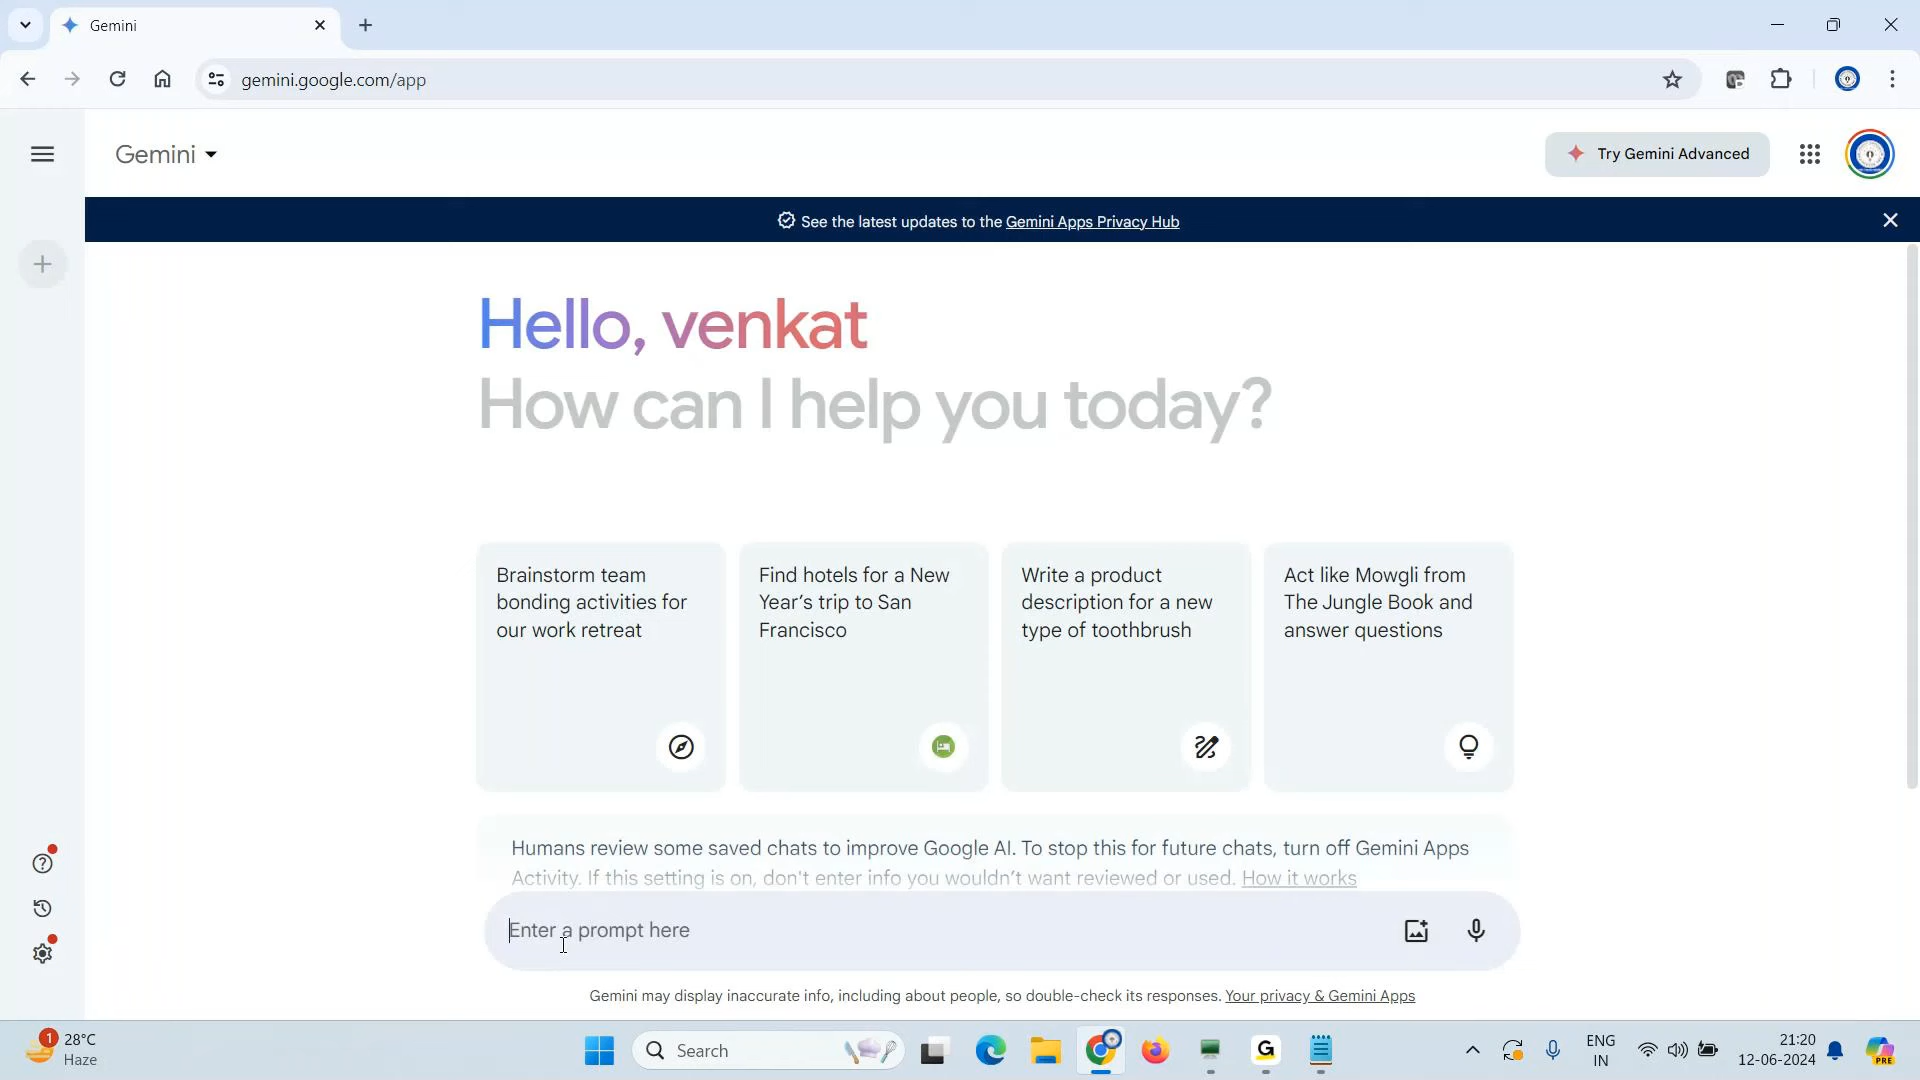 Gemini
gemini.google.com/app
Gemini
Try Gemini Advanced
See the latest updates to the Gemini Apps Privacy Hub
Hello, venkat
How can I help you today?
Brainstorm team
bonding activities for
our work retreat
Find hotels for a New
Year's trip to San
Francisco
Write a product
description for a new
type of toothbrush
Act like Mowgli from
The Jungle Book and
answer questions
Humans review some saved chats to improve Google AI. To stop this for future chats, turn off Gemini Apps
Activity. If this setting is on, don't enter info you wouldn't want reviewed or used. How it works
Enter a prompt here
Gemini may display inaccurate info, including about people, so double-check its responses. Your privacy & Gemini Apps
1
28°C
Haze
Search
G
ENG
IN
21:20
12-06-2024
PRE